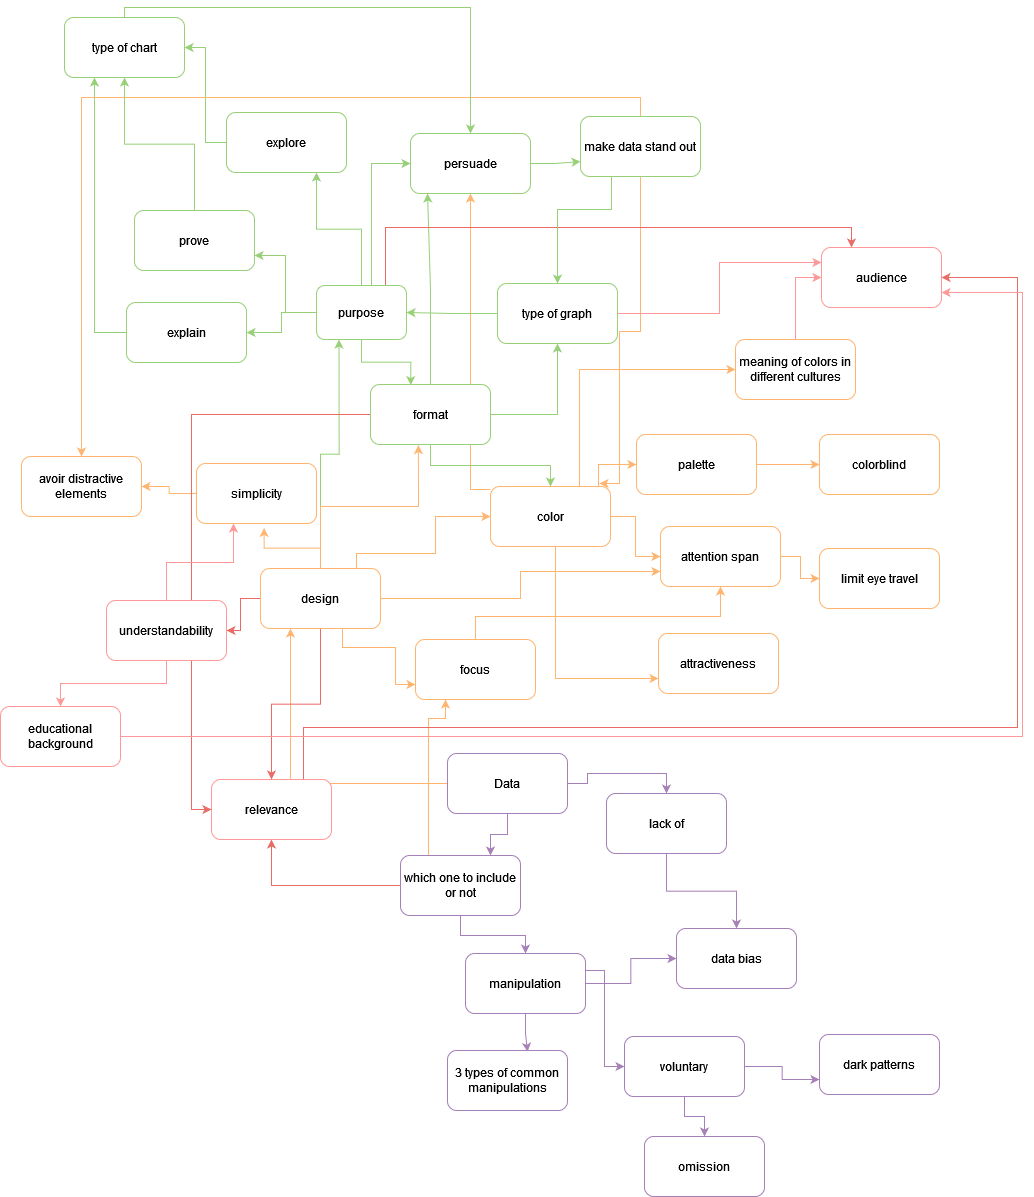 type of chart
explore
persuade
make data stand out
prove
audience
purpose
type of graph
explain
meaning of colors in
different cultures
format
palette
colorblind
avoir distractive
elements
simplicity
color
attention span
limit eye travel
design
understandability
focus
attractiveness
educational
background
Data
relevance
lack of
which one to include
or not
data bias
manipulation
3 types of common
manipulations
voluntary
dark patterns
omission